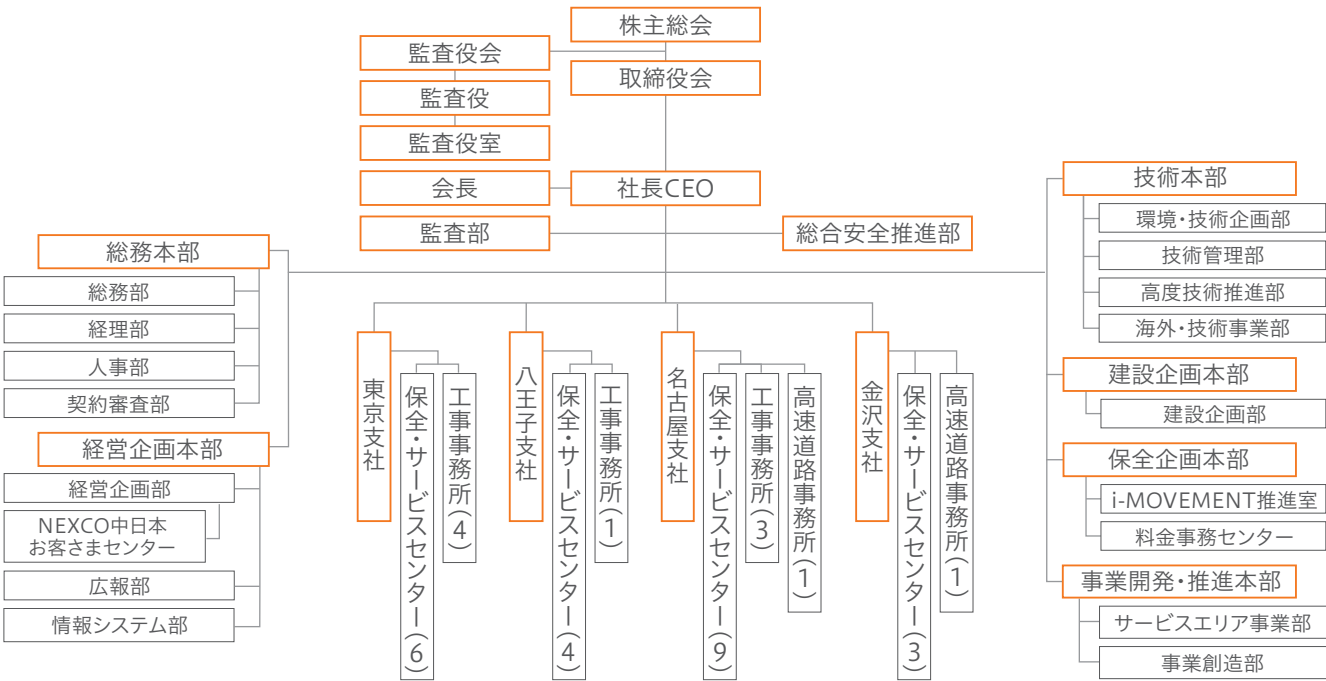 株主総会
監査役会
取締役会
監査役
監査役室
会長
社長CEO
監査部
総合安全推進部
総務本部
総務部
経理部
人事部
契約審査部
経営企画本部
経営企画部
NEXCO中日本
お客さまセンター
広報部
情報システム部
東京支社
保全・サービスセンター(6)
工事事務所(4)
八王子支社
保全・サービスセンター(4)
工事事務所(1)
名古屋支社
保全・サービスセンター(9)
工事事務所(3)
高速道路事務所(1)
金沢支社
保全・サービスセンター(3)
高速道路事務所(1)
技術本部
環境・技術企画部
技術管理部
高度技術推進部
海外・技術事業部
建設企画本部
建設企画部
保全企画本部
i-MOVEMENT推進室
料金事務センター
事業開発・推進本部
サービスエリア事業部
事業創造部